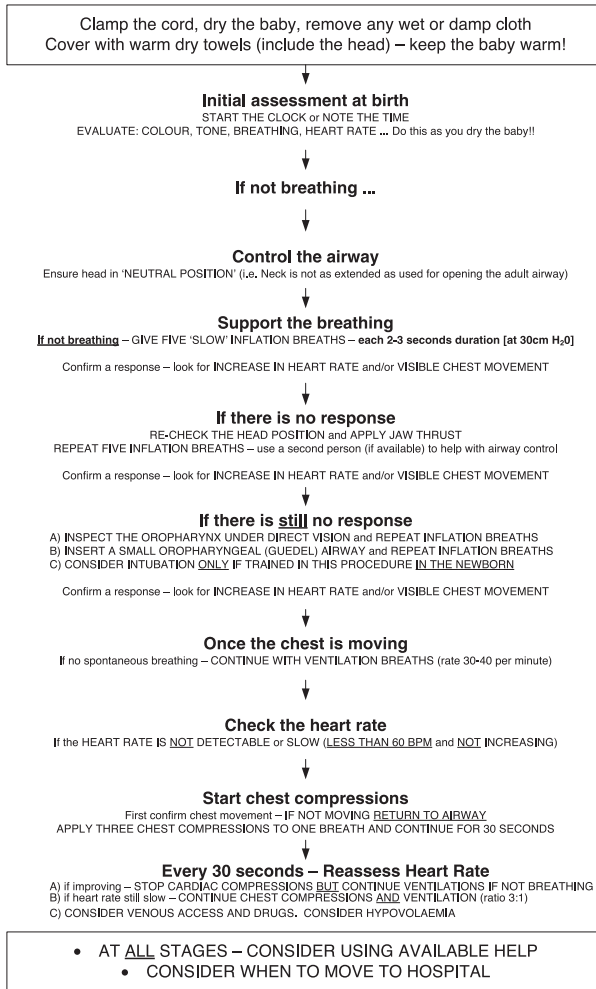 Clamp the cord, dry the baby, remove any wet or damp cloth
Cover with warm dry towels (include the head) – keep the baby warm!
Initial assessment at birth
START THE CLOCK or NOTE THE TIME
EVALUATE: COLOUR, TONE, BREATHING, HEART RATE ... Do this as you dry the baby!!
If not breathing ...
Control the airway
Ensure head in ‘NEUTRAL POSITION’ (i.e. Neck is not as extended as used for opening the adult airway)
Support the breathing
If not breathing – GIVE FIVE ‘SLOW’ INFLATION BREATHS – each 2-3 seconds duration [at 30cm H₂0]
Confirm a response – look for INCREASE IN HEART RATE and/or VISIBLE CHEST MOVEMENT
If there is no response
RE-CHECK THE HEAD POSITION and APPLY JAW THRUST
REPEAT FIVE INFLATION BREATHS – use a second person (if available) to help with airway control
Confirm a response – look for INCREASE IN HEART RATE and/or VISIBLE CHEST MOVEMENT
If there is still no response
A) INSPECT THE OROPHARYNX UNDER DIRECT VISION and REPEAT INFLATION BREATHS
B) INSERT A SMALL OROPHARYNGEAL (GUEDEL) AIRWAY and REPEAT INFLATION BREATHS
C) CONSIDER INTUBATION ONLY IF TRAINED IN THIS PROCEDURE IN THE NEWBORN
Confirm a response – look for INCREASE IN HEART RATE and/or VISIBLE CHEST MOVEMENT
Once the chest is moving
If no spontaneous breathing – CONTINUE WITH VENTILATION BREATHS (rate 30-40 per minute)
Check the heart rate
If the HEART RATE IS NOT DETECTABLE or SLOW (LESS THAN 60 BPM and NOT INCREASING)
Start chest compressions
First confirm chest movement – IF NOT MOVING RETURN TO AIRWAY
APPLY THREE CHEST COMPRESSIONS TO ONE BREATH AND CONTINUE FOR 30 SECONDS
Every 30 seconds – Reassess Heart Rate
A) if improving – STOP CARDIAC COMPRESSIONS BUT CONTINUE VENTILATIONS IF NOT BREATHING
B) if heart rate still slow – CONTINUE CHEST COMPRESSIONS AND VENTILATION (ratio 3:1)
C) CONSIDER VENOUS ACCESS AND DRUGS. CONSIDER HYPOVOLAEMIA
• AT ALL STAGES – CONSIDER USING AVAILABLE HELP
• CONSIDER WHEN TO MOVE TO HOSPITAL